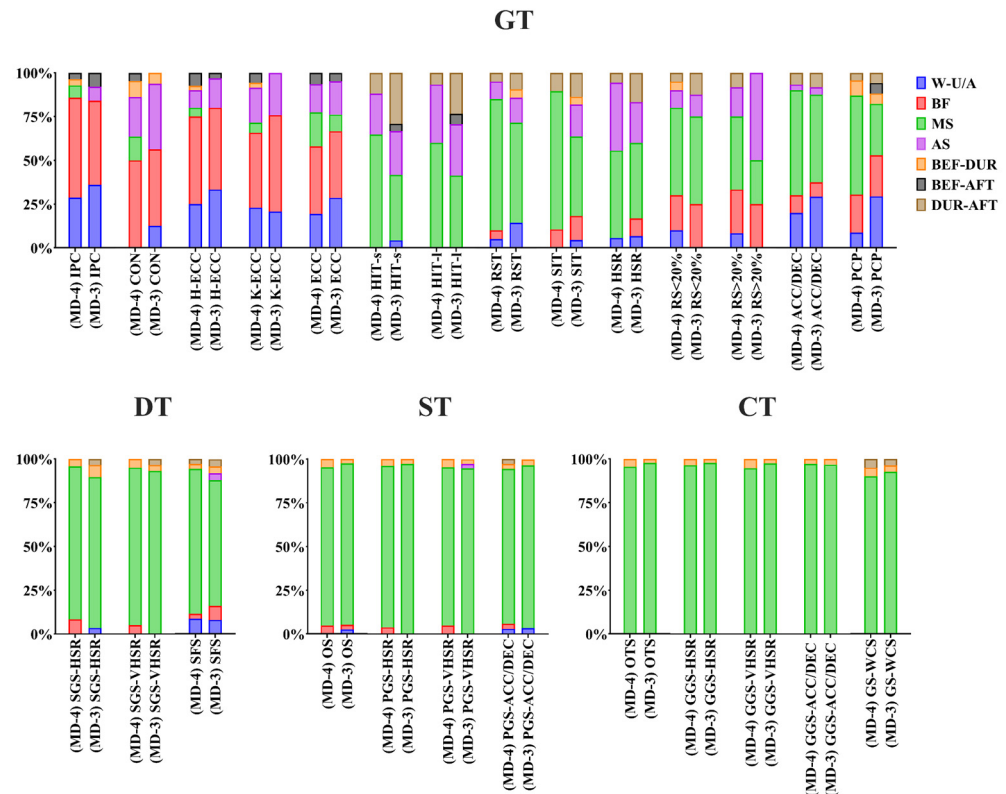 GT
100%
75%
50%
25%
0%
(MD-4) IPC
(MD-3) IPC
(MD-4) CON
(MD-3) CON
(MD-4) H-ECC
(MD-3) H-ECC
(MD-4) K-ECC
(MD-3) K-ECC
(MD-4) ECC
(MD-3) ECC
(MD-4) HIT-s
(MD-3) HIT-s
(MD-4) HIT-l
(MD-3) HIT-l
(MD-4) RST
(MD-3) RST
(MD-4) SIT
(MD-3) SIT
(MD-4) HSR
(MD-3) HSR
(MD-4) RS<20%
(MD-3) RS<20%
(MD-4) RS>20%
(MD-3) RS>20%
(MD-4) ACC/DEC
(MD-3) ACC/DEC
(MD-4) PCP
(MD-3) PCP
W-U/A
BF
MS
AS
BEF-DUR
BEF-AFT
DUR-AFT
DT
100%
75%
50%
25%
0%
(MD-4) SGS-HSR
(MD-3) SGS-HSR
(MD-4) SGS-VHSR
(MD-3) SGS-VHSR
(MD-4) SFS
(MD-3) SFS
ST
100%
75%
50%
25%
0%
(MD-4) OS
(MD-3) OS
(MD-4) PGS-HSR
(MD-3) PGS-HSR
(MD-4) PGS-VHSR
(MD-3) PGS-VHSR
(MD-4) PGS-ACC/DEC
(MD-3) PGS-ACC/DEC
CT
100%
75%
50%
25%
0%
(MD-4) OTS
(MD-3) OTS
(MD-4) GGS-HSR
(MD-3) GGS-HSR
(MD-4) GGS-VHSR
(MD-3) GGS-VHSR
(MD-4) GGS-ACC/DEC
(MD-3) GGS-ACC/DEC
(MD-4) GS-WCS
(MD-3) GS-WCS